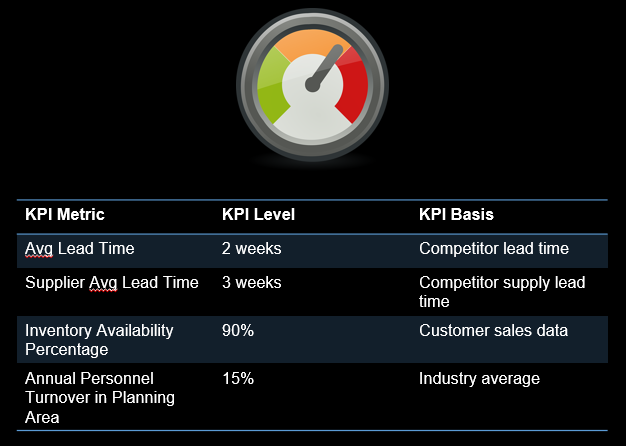 KPI Metric KPI Level KPI Basis
Avg Lead Time 2 weeks Competitor lead time
Supplier Avg Lead Time 3 weeks Competitor supply lead
time
Inventory Availability 90% Customer sales data
Percentage
Annual Personnel 15% Industry average
Turnover in Planning
Area